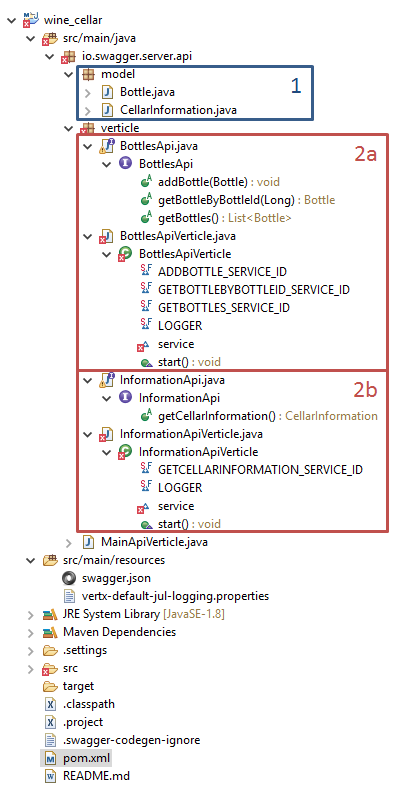 wine_cellar
src/main/java
io.swagger.server.api
model
1
Bottle.java
CellarInformation.java
verticle
BottlesApi.java
2a
BottlesApi
addBottle(Bottle) : void
getBottleByBottleId(Long) : Bottle
getBottles() : List<Bottle>
BottlesApiVerticle.java
BottlesApiVerticle
ADDBOTTLE_SERVICE_ID
GETBOTTLEBYBOTTLEID_SERVICE_ID
GETBOTTLES_SERVICE_ID
LOGGER
service
start() : void
InformationApi.java
2b
InformationApi
getCellarInformation() : CellarInformation
InformationApiVerticle.java
InformationApiVerticle
GETCELLARINFORMATION_SERVICE_ID
LOGGER
service
start() : void
MainApiVerticle.java
src/main/resources
swagger.json
vertx-default-jul-logging.properties
JRE System Library [JavaSE-1.8]
Maven Dependencies
.settings
src
target
.classpath
.project
.swagger-codegen-ignore
pom.xml
README.md